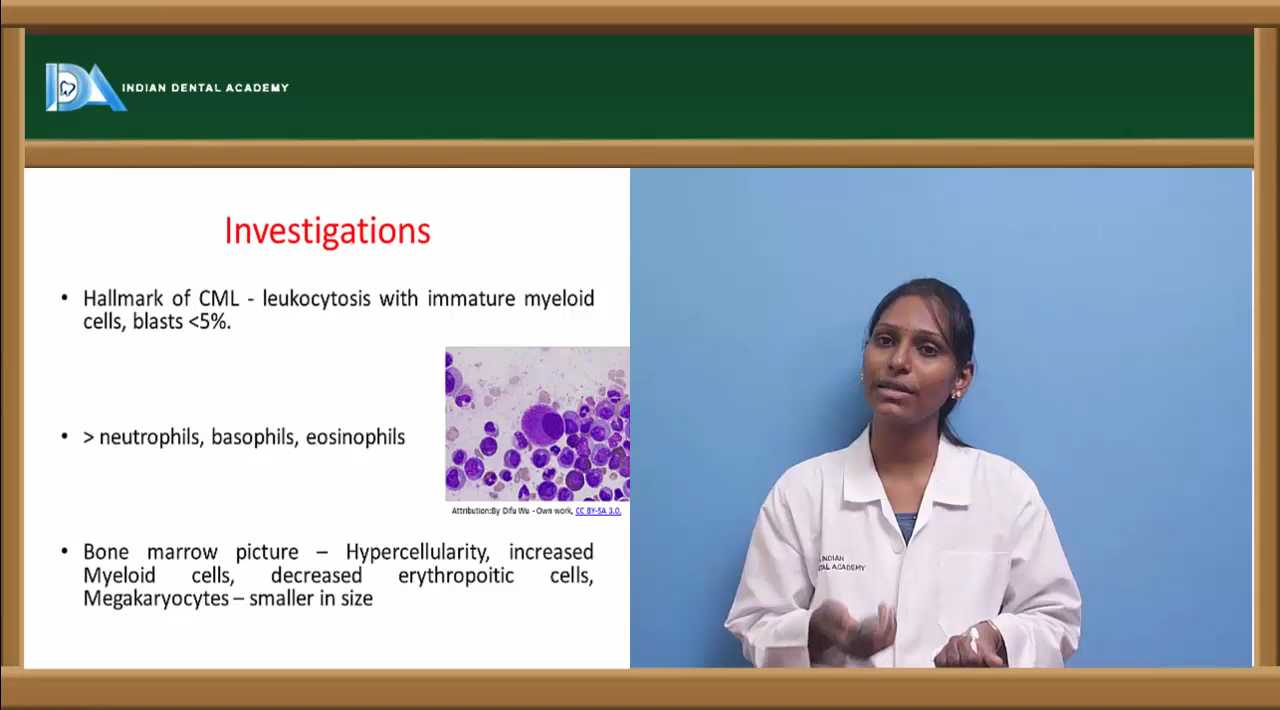 INDIAN DENTAL ACADEMY
Investigations
• Hallmark of CML - leukocytosis with immature myeloid
cells, blasts <5%.
• > neutrophils, basophils, eosinophils
Attribution:By Difu Wu - Own work, CC BY-SA 3.0,
• Bone marrow picture – Hypercellularity, increased
Myeloid cells, decreased erythropoitic cells,
Megakaryocytes – smaller in size
INDIAN
TAL ACADEMY